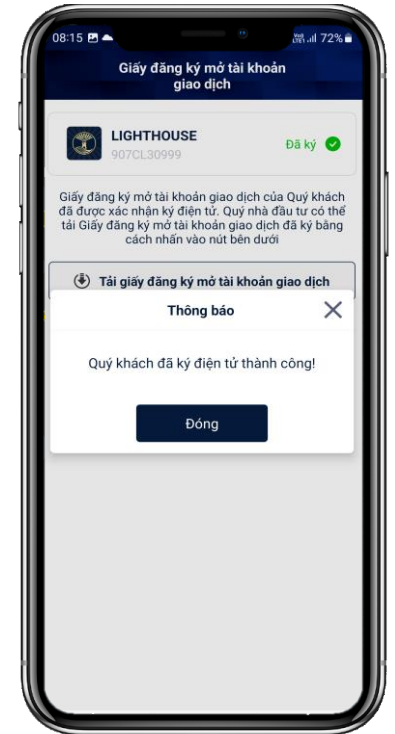 08:15
72%
Giấy đăng ký mở tài khoản
giao dịch
LIGHTHOUSE
Đã ký
907CL30999
Giấy đăng ký mở tài khoản giao dịch của Quý khách
đã được xác nhận ký điện tử. Quý nhà đầu tư có thể
tải Giấy đăng ký mở tài khoản giao dịch đã ký bằng
cách nhấn vào nút bên dưới
Tải giấy đăng ký mở tài khoản giao dịch
Thông báo
Quý khách đã ký điện tử thành công!
Đóng